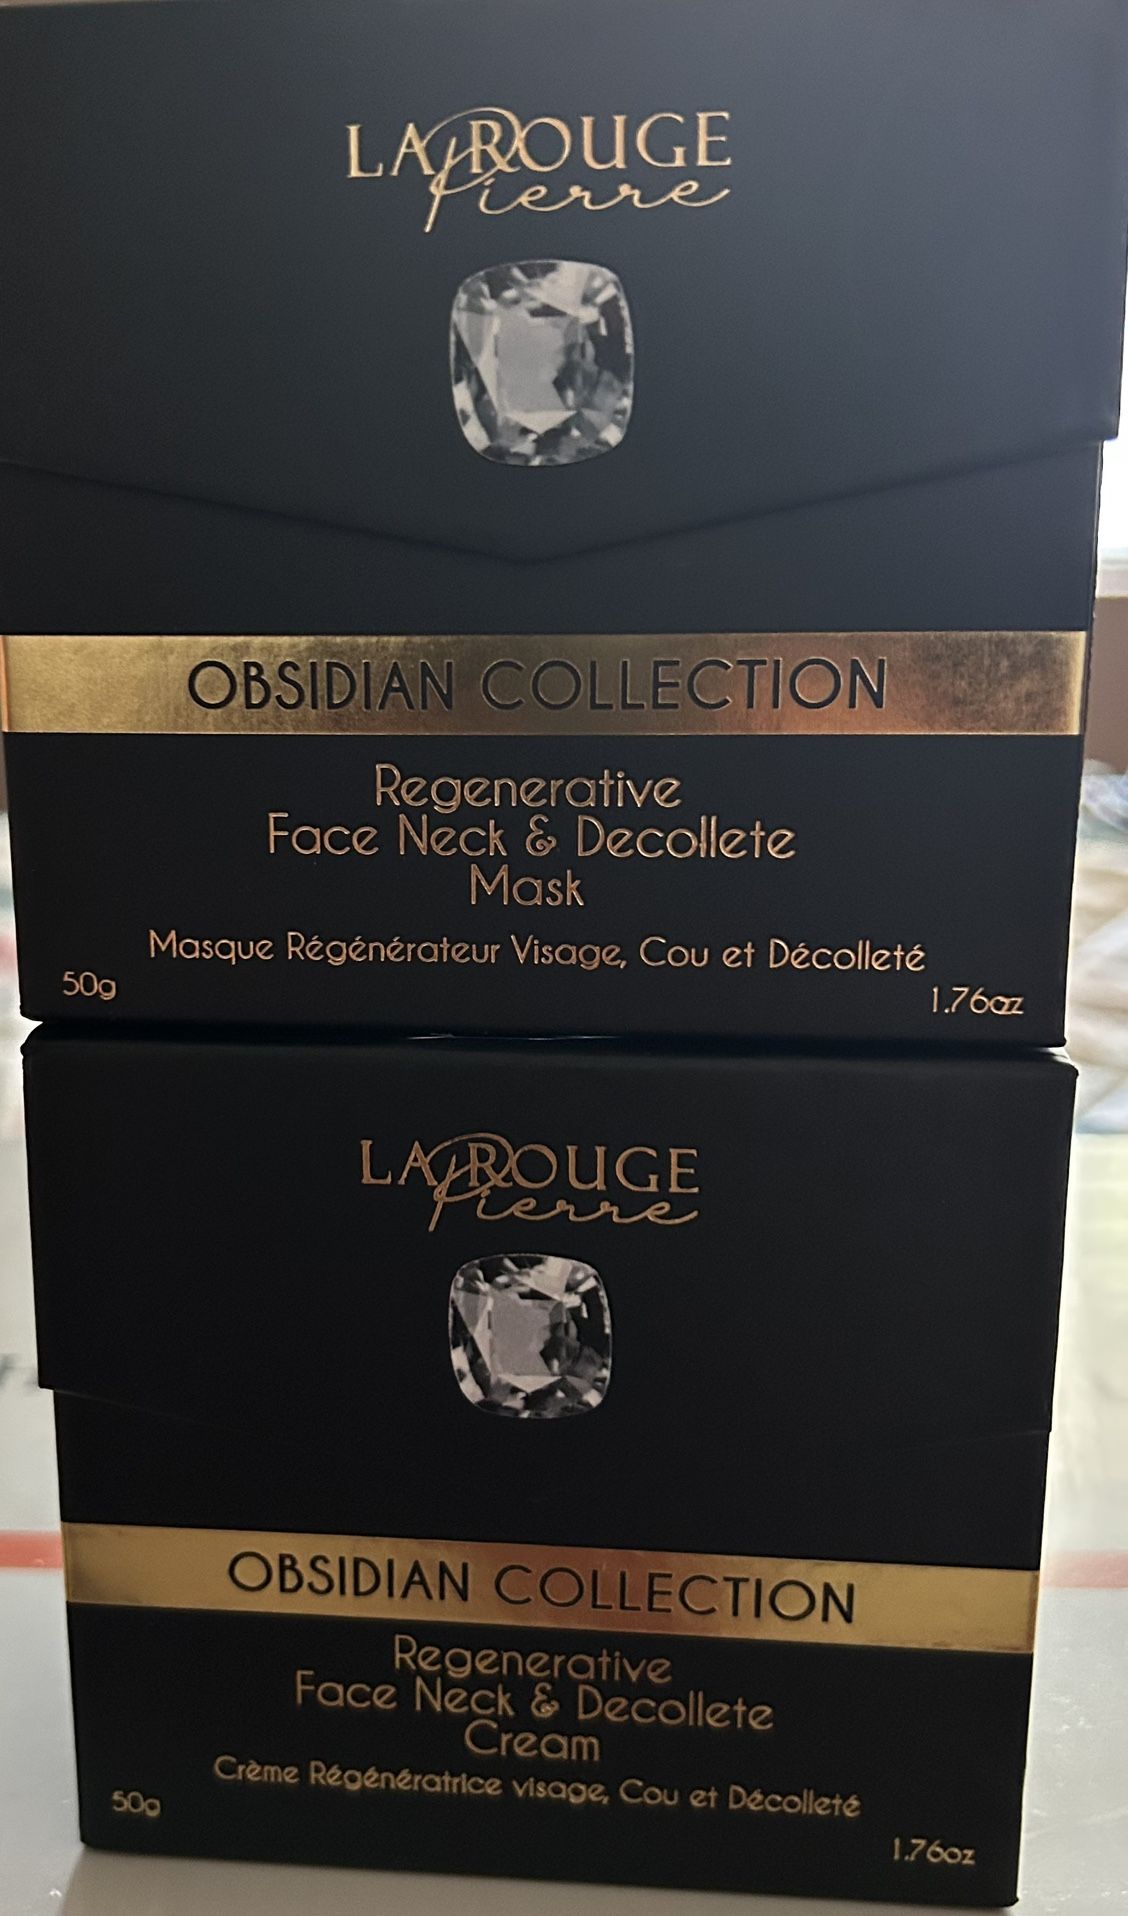 LA ROUGE
Pierre
OBSIDIAN COLLECTION
Regenerative
Face Neck & Decollete
Mask
Masque Régénérateur Visage, Cou et Décolleté
50g
1.76oz
LA ROUGE
Pierre
OBSIDIAN COLLECTION
Regenerative
Face Neck & Decollete
Cream
Crème Régénératrice visage, Cou et Décolleté
50g
1.76oz